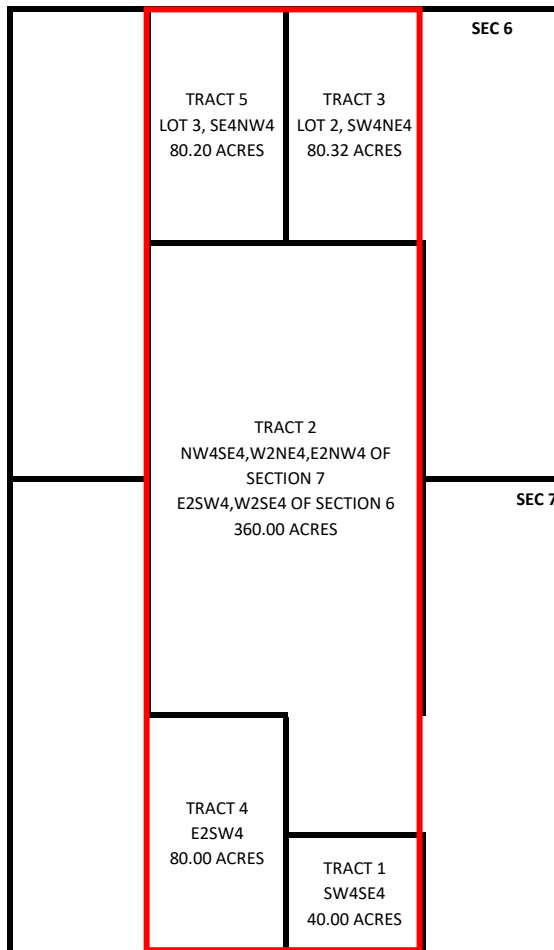 SEC 6
TRACT 5
LOT 3, SE4NW4
80.20 ACRES
TRACT 3
LOT 2, SW4NE4
80.32 ACRES
TRACT 2
NW4SE4,W2NE4,E2NW4 OF
SECTION 7
E2SW4,W2SE4 OF SECTION 6
360.00 ACRES
SEC 7
TRACT 4
E2SW4
80.00 ACRES
TRACT 1
SW4SE4
40.00 ACRES